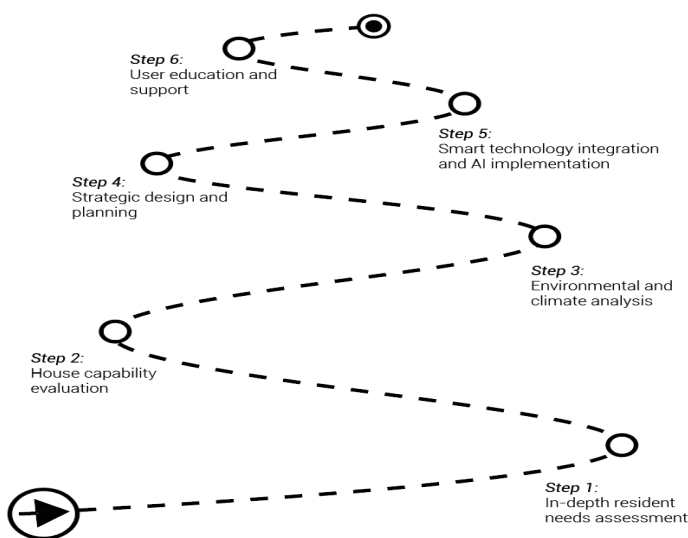 Step 6:
User education and
support
Step 5:
Smart technology integration
and AI implementation
Step 4:
Strategic design and
planning
Step 3:
Environmental and
climate analysis
Step 2:
House capability
evaluation
Step 1:
In-depth resident
needs assessment